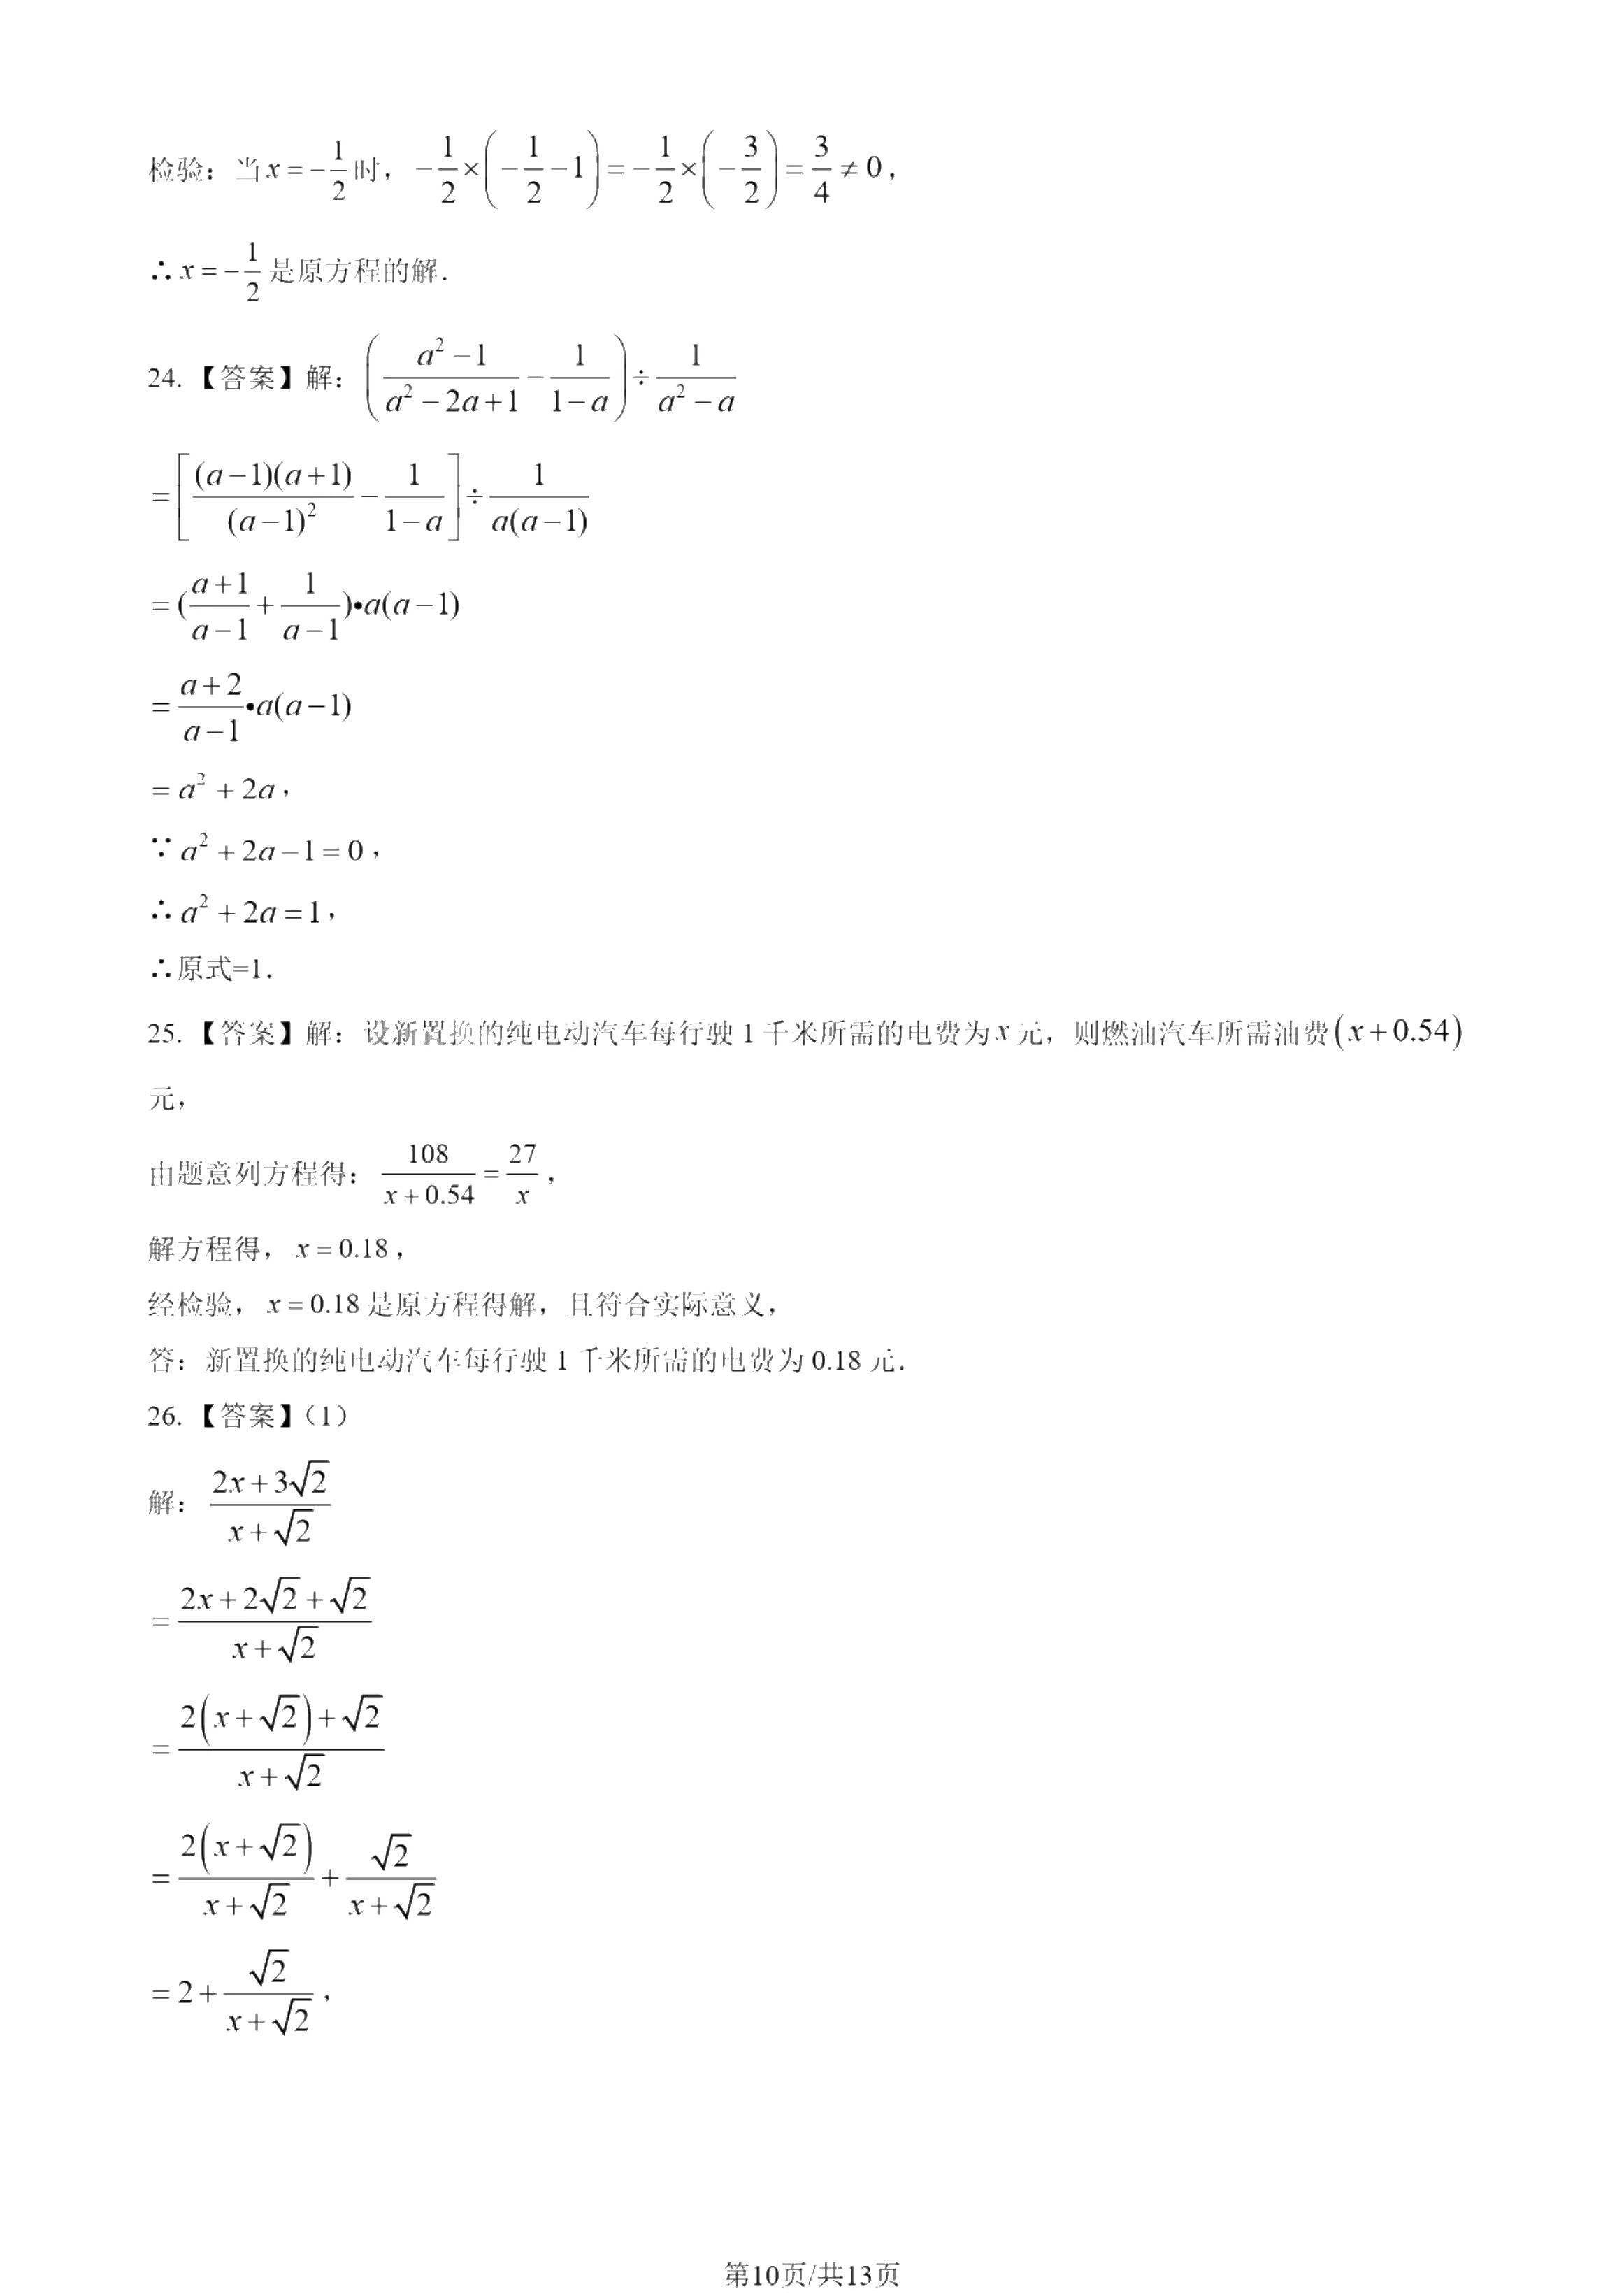 检验：当 x = -1/2 时，-1/2 × (-1/2 - 1) = -1/2 × (-3/2) = 3/4 ≠ 0，
∴ x = -1/2 是原方程的解．
24. 【答案】解：((a² - 1)/(a² - 2a + 1) - 1/(1 - a)) ÷ 1/(a² - a)
= [(a - 1)(a + 1)/(a - 1)² - 1/(1 - a)] ÷ 1/(a(a - 1))
= ((a + 1)/(a - 1) + 1/(a - 1))•a(a - 1)
= (a + 2)/(a - 1)•a(a - 1)
= a² + 2a，
∵ a² + 2a - 1 = 0，
∴ a² + 2a = 1，
∴原式=1．
25. 【答案】解：设新置换的纯电动汽车每行驶 1 千米所需的电费为 x 元，则燃油汽车所需油费 (x + 0.54)
元，
由题意列方程得：108/(x + 0.54) = 27/x，
解方程得，x = 0.18，
经检验，x = 0.18 是原方程得解，且符合实际意义，
答：新置换的纯电动汽车每行驶 1 千米所需的电费为 0.18 元．
26. 【答案】（1）
解：(2x + 3√2)/(x + √2)
= (2x + 2√2 + √2)/(x + √2)
= (2(x + √2) + √2)/(x + √2)
= 2(x + √2)/(x + √2) + √2/(x + √2)
= 2 + √2/(x + √2)，
第10页/共13页